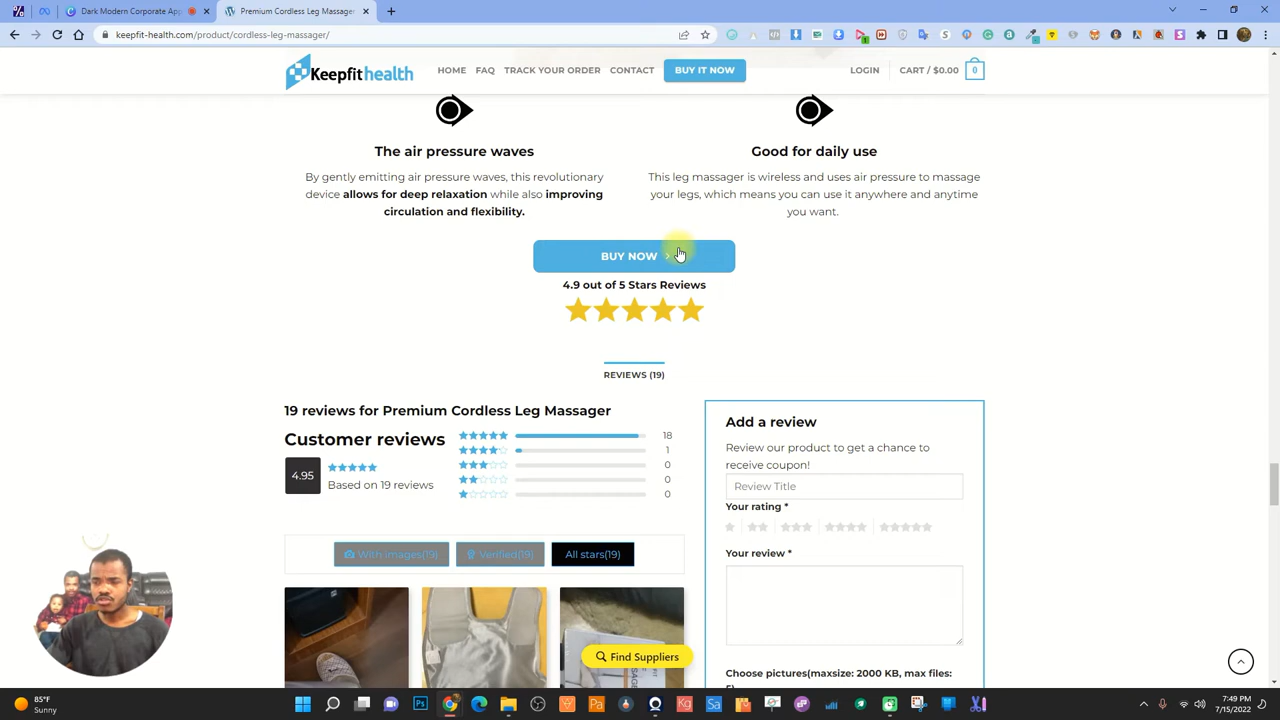 Dark Modern Corporate App
Premium Cordless Leg Massager
keepfit-health.com/product/cordless-leg-massager/
Keepfithealth
HOME FAQ TRACK YOUR ORDER CONTACT BUY IT NOW LOGIN CART / $0.00 0
The air pressure waves
By gently emitting air pressure waves, this revolutionary
device allows for deep relaxation while also improving
circulation and flexibility.
Good for daily use
This leg massager is wireless and uses air pressure to massage
your legs, which means you can use it anywhere and anytime
you want.
BUY NOW
4.9 out of 5 Stars Reviews
REVIEWS (19)
19 reviews for Premium Cordless Leg Massager
Customer reviews
4.95
Based on 19 reviews
18
1
0
0
0
With images(19) Verified(19) All stars(19)
Add a review
Review our product to get a chance to
receive coupon!
Review Title
Your rating *
Your review *
Choose pictures(maxsize: 2000 KB, max files:
5)
Find Suppliers
85°F
Sunny
7:49 PM
7/15/2022